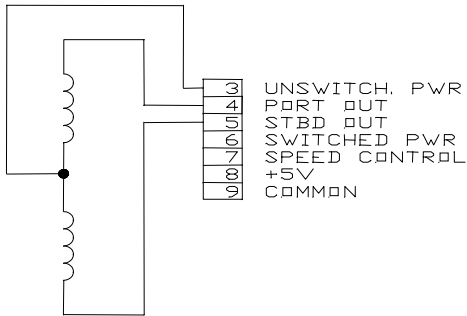 3 UNSWITCH. PWR
4 PORT OUT
5 STBD OUT
6 SWITCHED PWR
7 SPEED CONTROL
8 +5V
9 COMMON